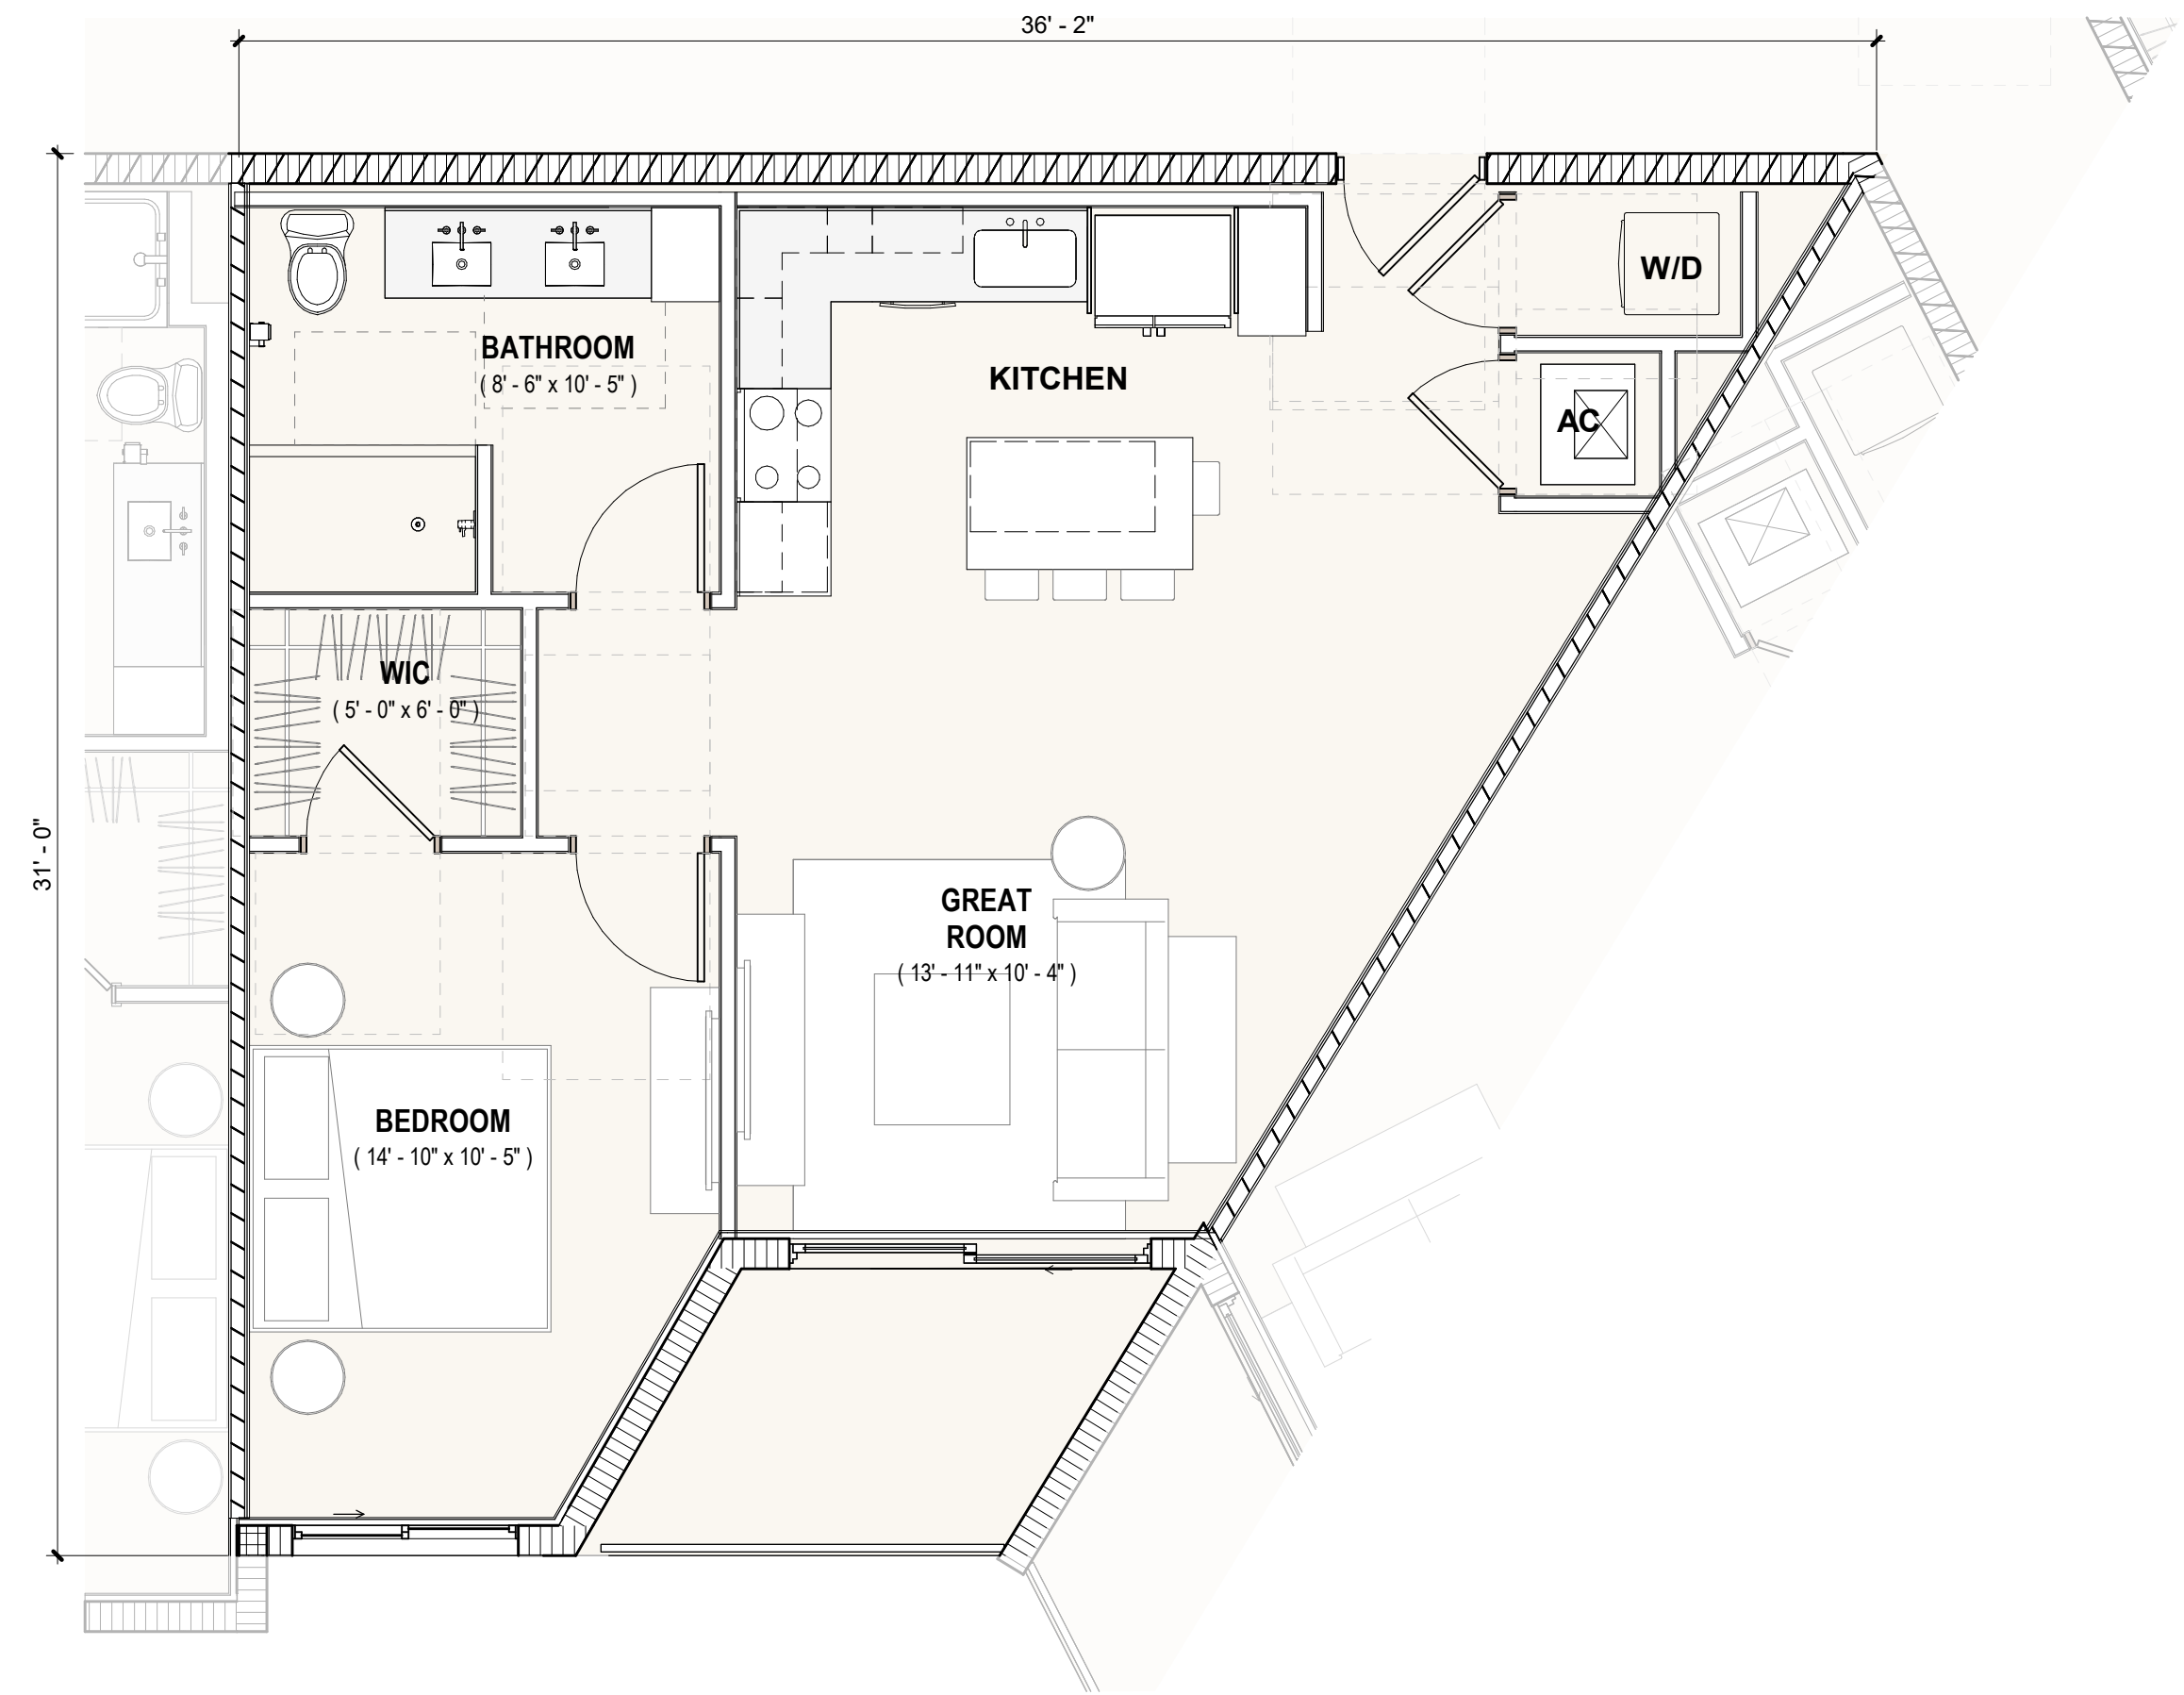 36' - 2"
31' - 0"
W/D
BATHROOM
( 8' - 6" x 10' - 5" )
KITCHEN
AC
WIC
( 5' - 0" x 6' - 0" )
GREAT
ROOM
( 13' - 11" x 10' - 4" )
BEDROOM
( 14' - 10" x 10' - 5" )